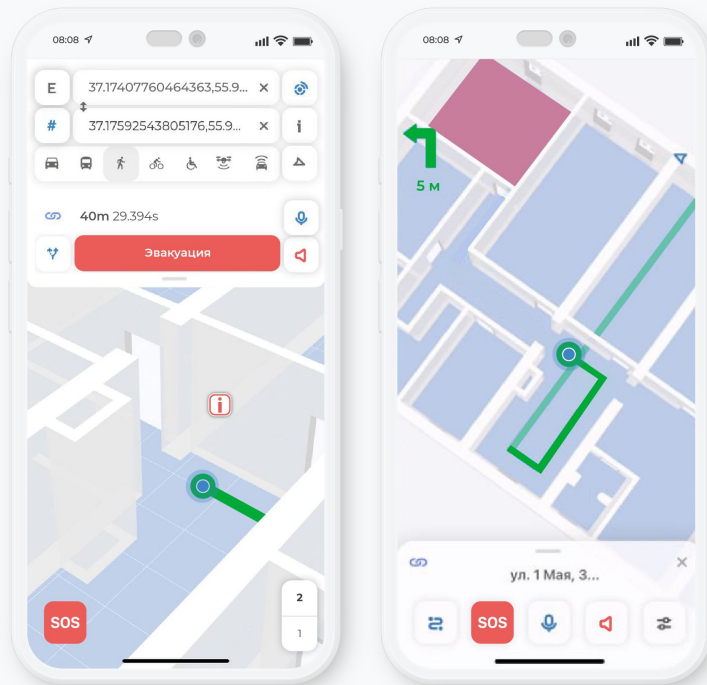 08:08
E
37.17407760464363,55.9...
#
37.17592543805176,55.9...
i
40m 29.394s
Эвакуация
i
SOS
2
1
08:08
5 м
ул. 1 Мая, 3...
SOS